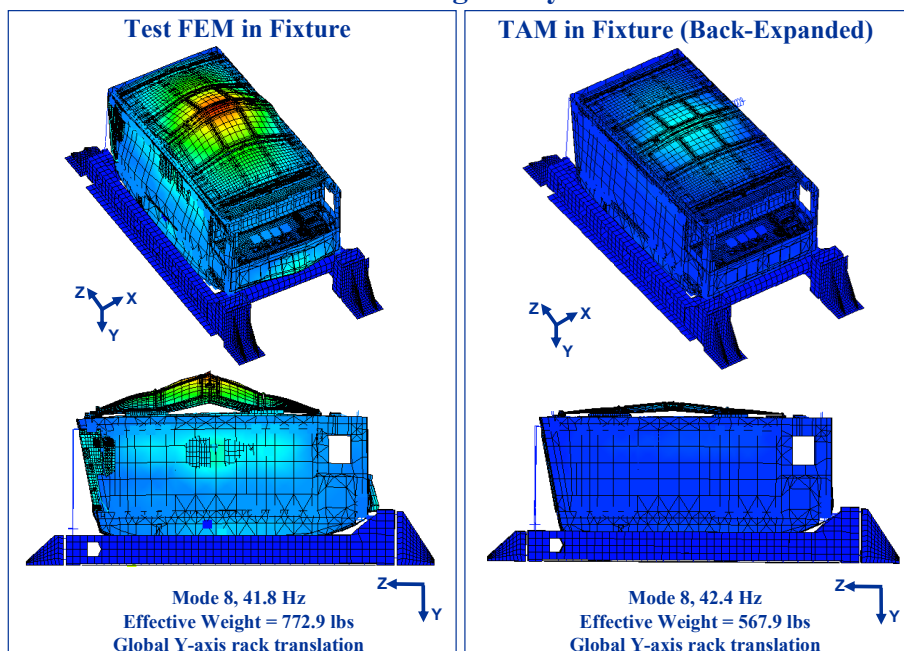 Test FEM in Fixture
Z
X
Y
Z
Y
Mode 8, 41.8 Hz
Effective Weight = 772.9 lbs
Global Y-axis rack translation
TAM in Fixture (Back-Expanded)
Z
X
Y
Z
Y
Mode 8, 42.4 Hz
Effective Weight = 567.9 lbs
Global Y-axis rack translation